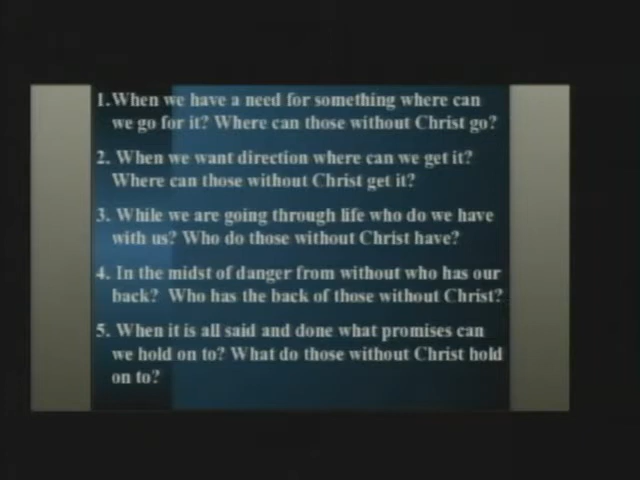 1.When we have a need for something where can
we go for it? Where can those without Christ go?
2. When we want direction where can we get it?
Where can those without Christ get it?
3. While we are going through life who do we have
with us? Who do those without Christ have?
4. In the midst of danger from without who has our
back? Who has the back of those without Christ?
5. When it is all said and done what promises can
we hold on to? What do those without Christ hold
on to?